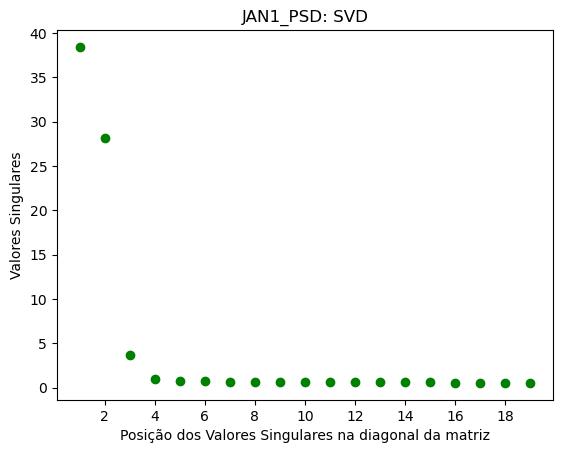 JAN1_PSD: SVD
Valores Singulares
40
35
30
25
20
15
10
5
0
2 4 6 8 10 12 14 16 18
Posição dos Valores Singulares na diagonal da matriz